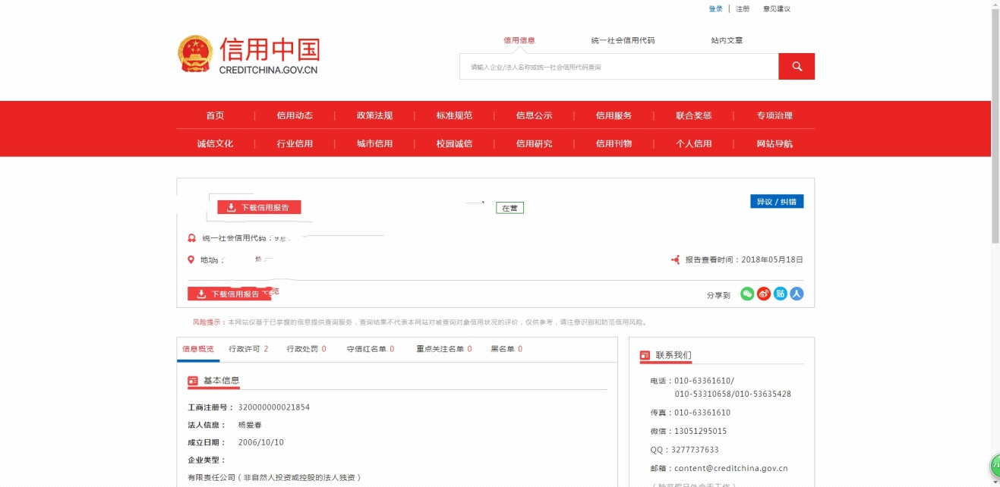 登录 | 注册 意见建议
信用中国
CREDITCHINA.GOV.CN
信用信息 统一社会信用代码 站内文章
请输入企业/法人名称或统一社会信用代码查询
首页 信用动态 政策法规 标准规范 信息公示 信用服务 联合奖惩 专项治理
诚信文化 行业信用 城市信用 校园诚信 信用研究 信用刊物 个人信用 网站导航
下载信用报告 在营 异议 / 纠错
统一社会信用代码：
地址： 报告查看时间：2018年05月18日
下载信用报告 分享到
贴
风险提示：本网站仅基于已掌握的信息提供查询服务，查询结果不代表本网站对被查询对象信用状况的评价，仅供参考，请注意识别和防范信用风险。
信息概览 行政许可 2 行政处罚 0 守信红名单 0 重点关注名单 0 黑名单 0
基本信息
工商注册号： 320000000021854
法人信息： 杨爱春
成立日期： 2006/10/10
企业类型：
有限责任公司（非自然人投资或控股的法人独资）
联系我们
电话：010-63361610/
010-53310658/010-53635428
传真：010-63361610
微信：13051295015
QQ：3277737633
邮箱：content@creditchina.gov.cn